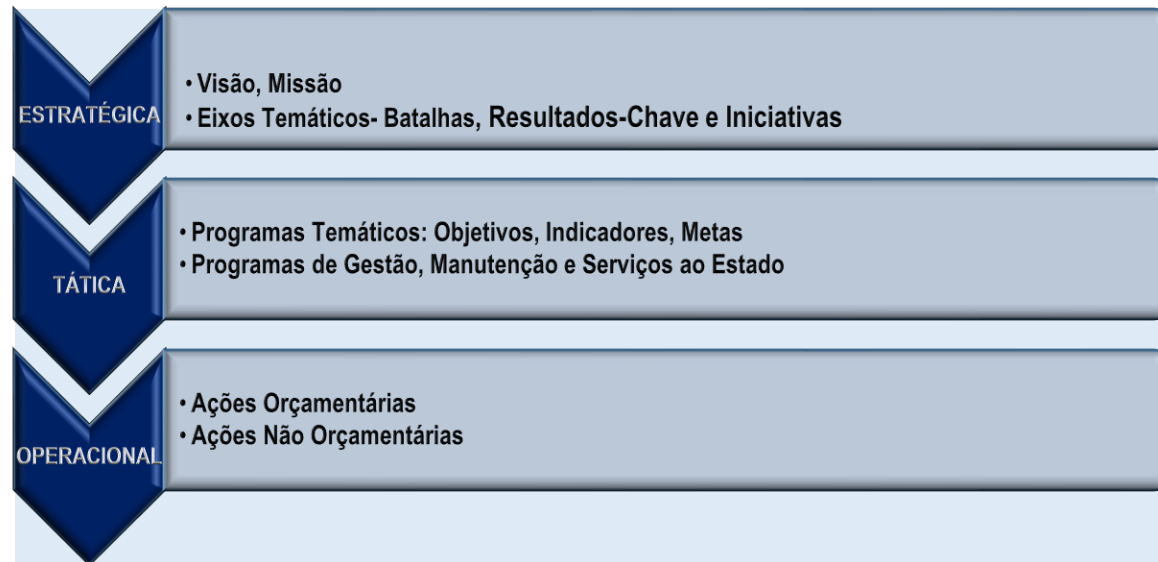 ESTRATÉGICA
• Visão, Missão
• Eixos Temáticos- Batalhas, Resultados-Chave e Iniciativas
TÁTICA
• Programas Temáticos: Objetivos, Indicadores, Metas
• Programas de Gestão, Manutenção e Serviços ao Estado
OPERACIONAL
• Ações Orçamentárias
• Ações Não Orçamentárias